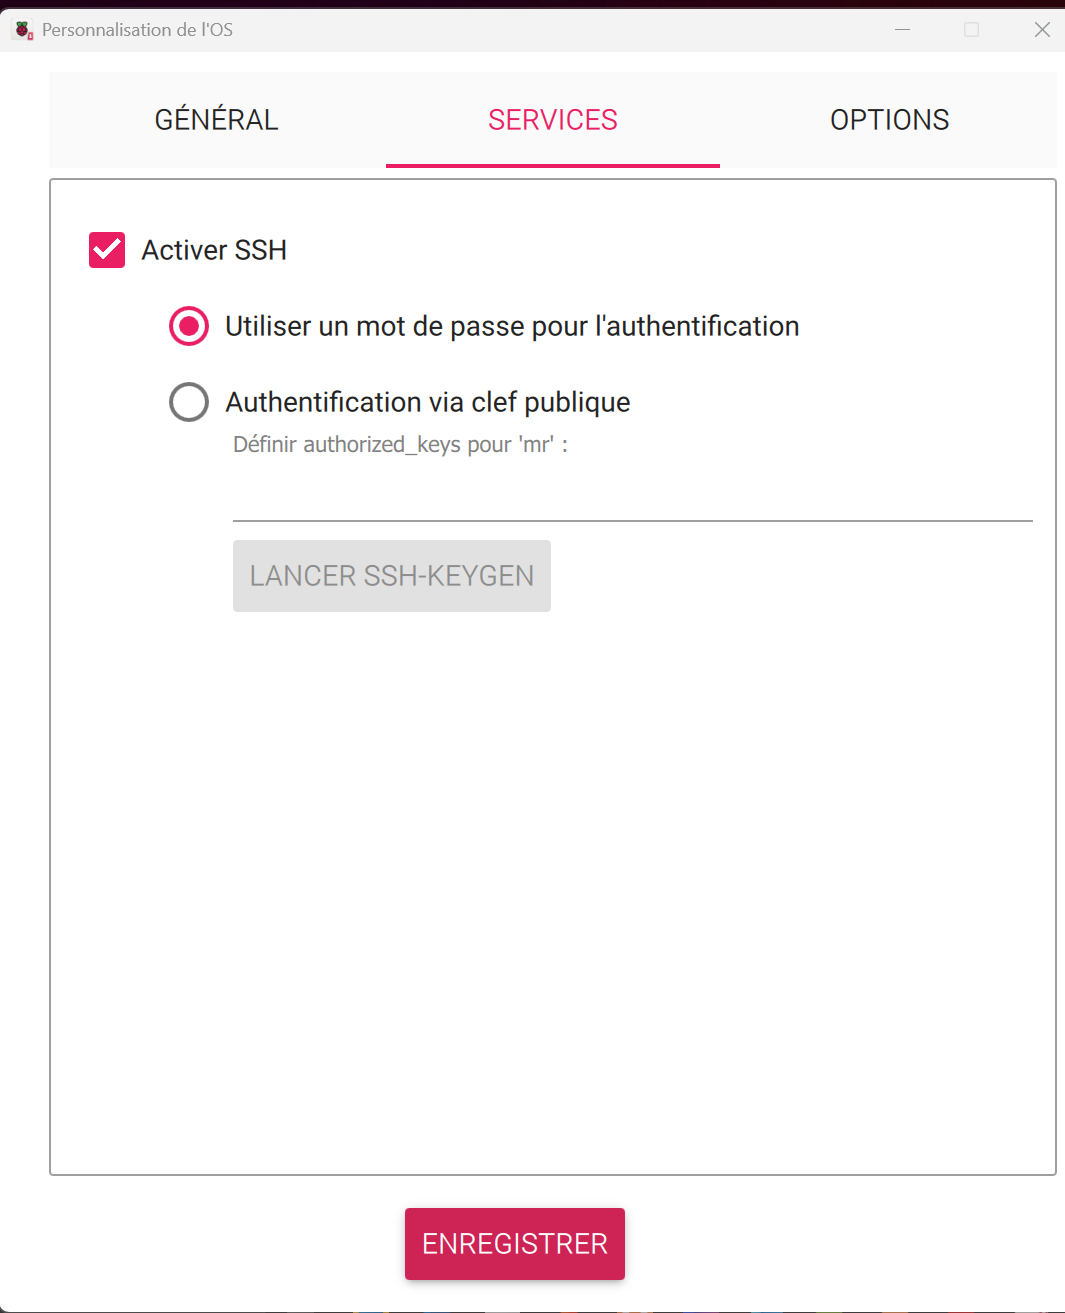 Personnalisation de l'OS
GÉNÉRAL
SERVICES
OPTIONS
Activer SSH
Utiliser un mot de passe pour l'authentification
Authentification via clef publique
Définir authorized_keys pour 'mr' :
LANCER SSH-KEYGEN
ENREGISTRER